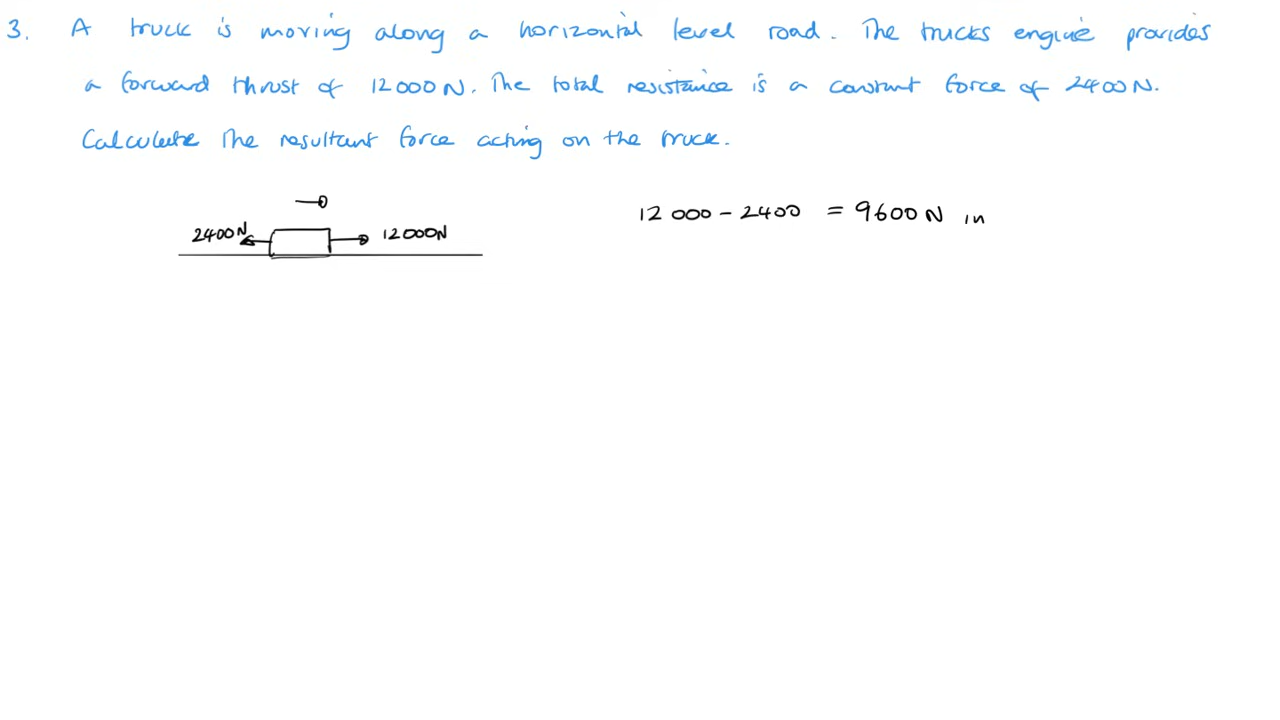 3. A truck is moving along a horizontal level road. The trucks engine provides
a forward thrust of 12000N. The total resistance is a constant force of 2400N.
Calculate the resultant force acting on the truck.
12 000 - 2400 = 9600 N in
2400N 12000N